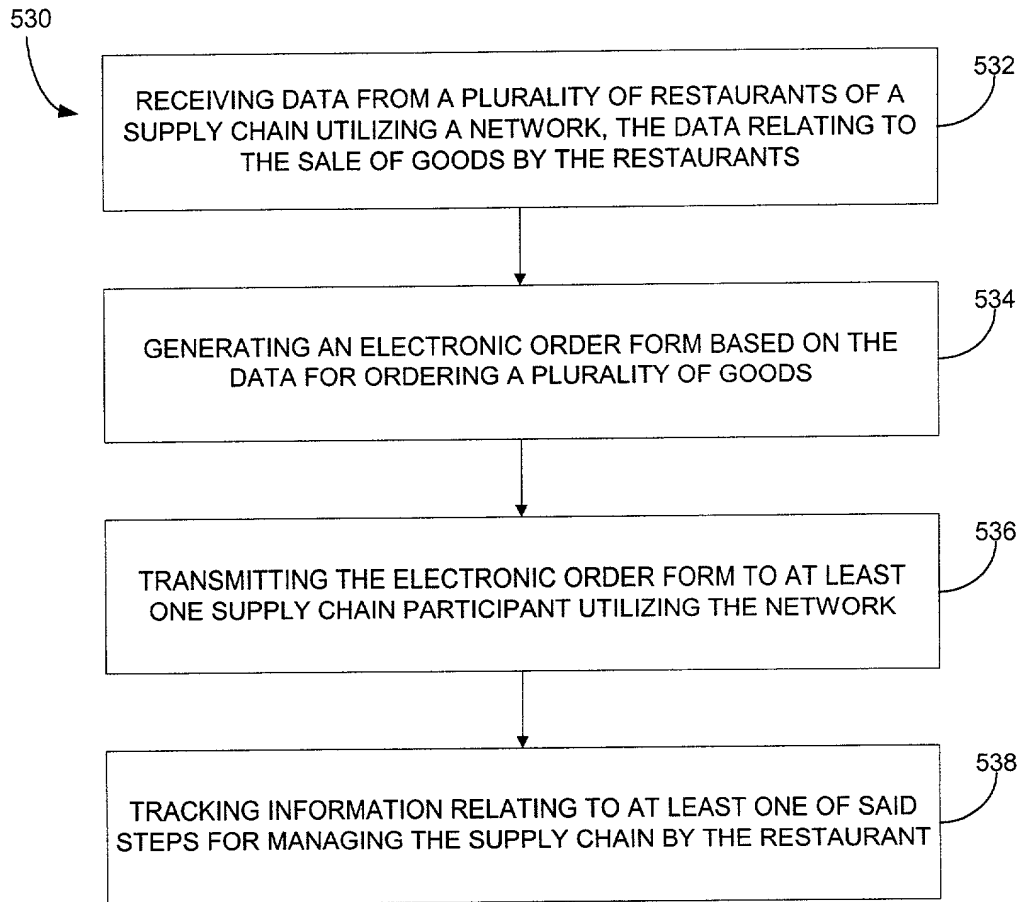 530
532
RECEIVING DATA FROM A PLURALITY OF RESTAURANTS OF A
SUPPLY CHAIN UTILIZING A NETWORK, THE DATA RELATING TO
THE SALE OF GOODS BY THE RESTAURANTS
534
GENERATING AN ELECTRONIC ORDER FORM BASED ON THE
DATA FOR ORDERING A PLURALITY OF GOODS
536
TRANSMITTING THE ELECTRONIC ORDER FORM TO AT LEAST
ONE SUPPLY CHAIN PARTICIPANT UTILIZING THE NETWORK
538
TRACKING INFORMATION RELATING TO AT LEAST ONE OF SAID
STEPS FOR MANAGING THE SUPPLY CHAIN BY THE RESTAURANT